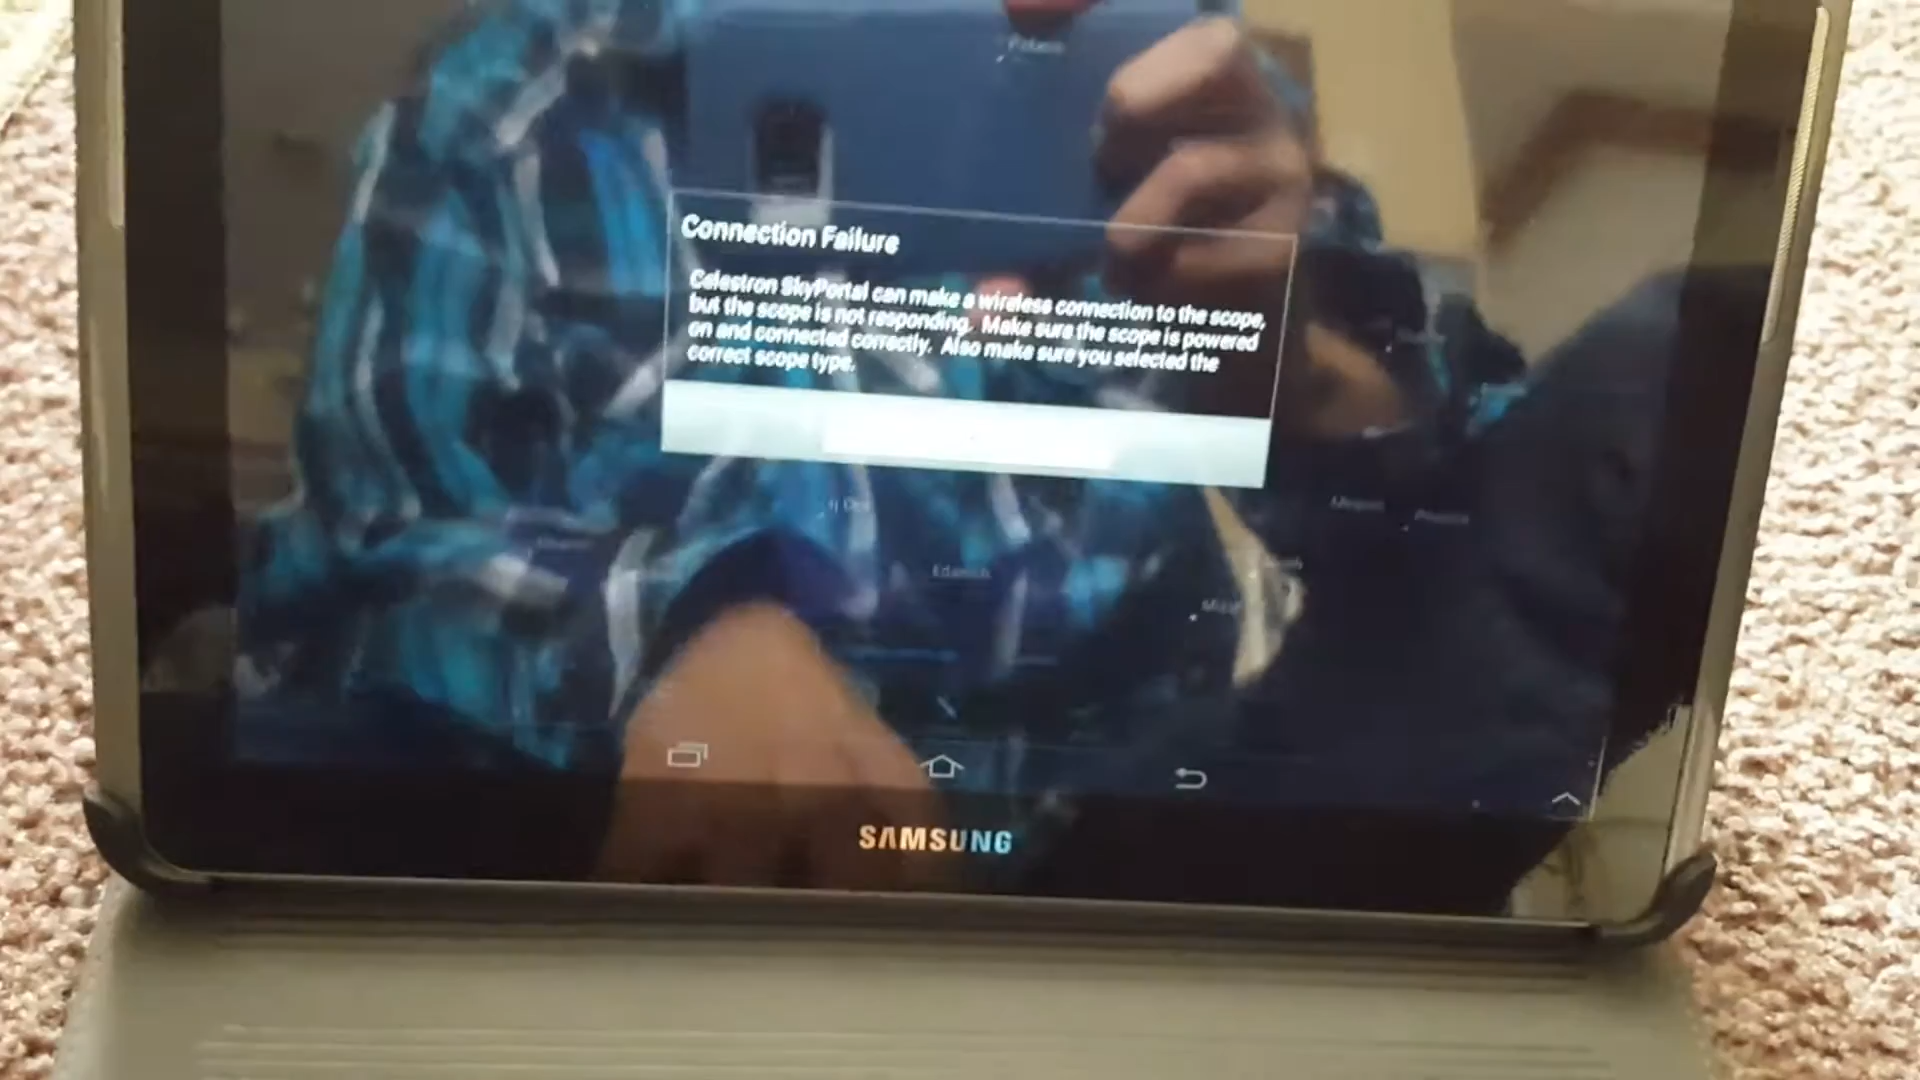 Connection Failure
Celestron SkyPortal can make a wireless connection to the scope,
but the scope is not responding. Make sure the scope is powered
on and connected correctly. Also make sure you selected the
correct scope type.
Edasich
SAMSUNG